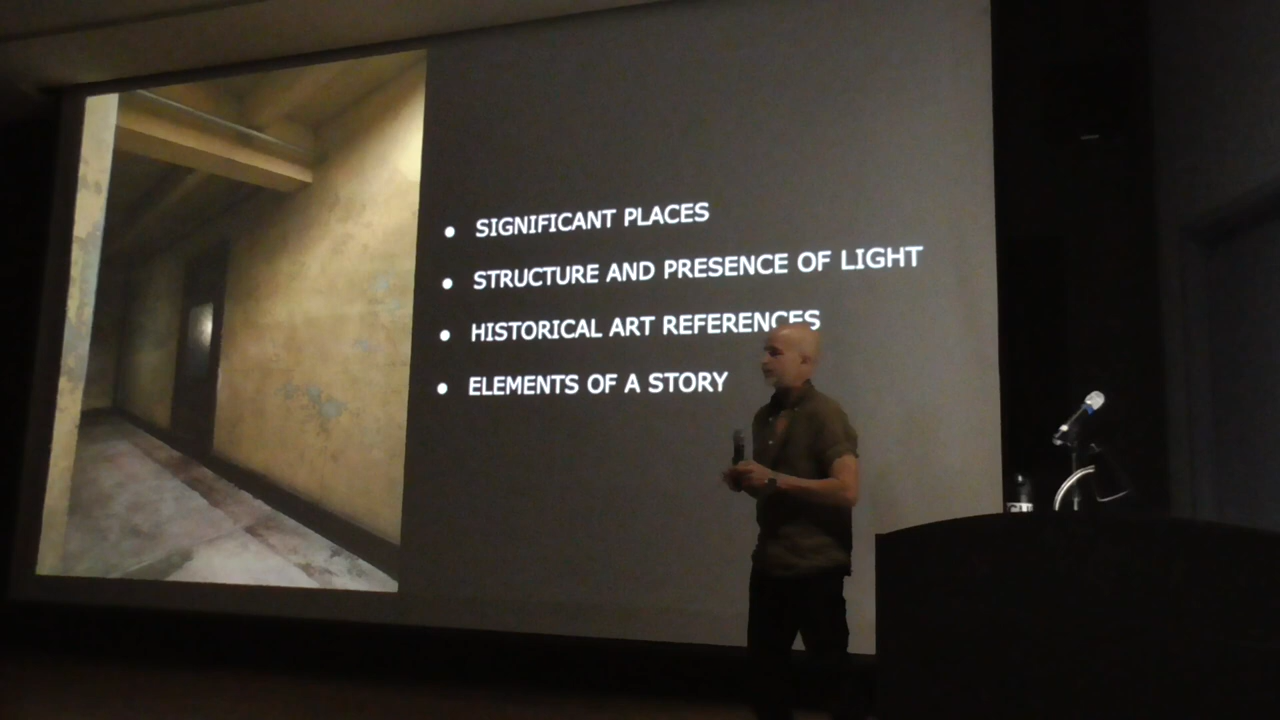 • SIGNIFICANT PLACES
• STRUCTURE AND PRESENCE OF LIGHT
• HISTORICAL ART REFERENCES
• ELEMENTS OF A STORY